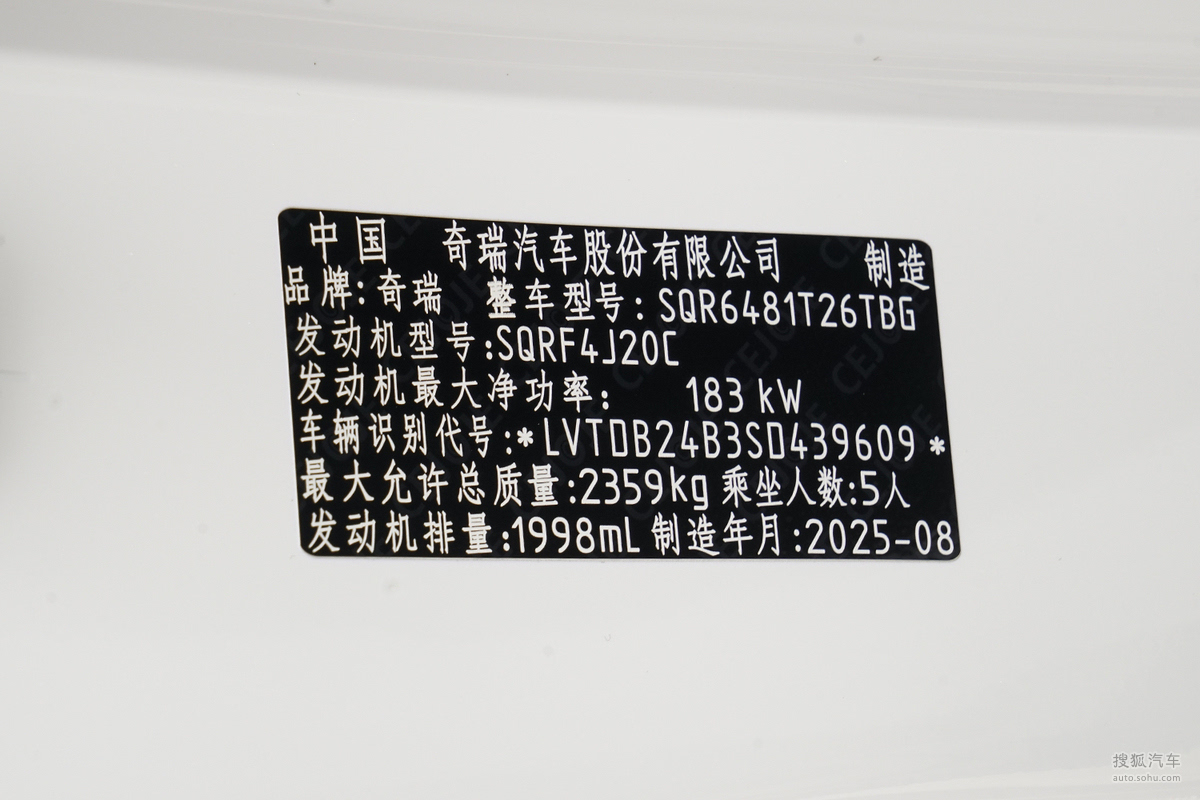 中国 奇瑞汽车股份有限公司 制造
品牌:奇瑞 整车型号:SQR6481T26TBG
发动机型号:SQRF4J20C
发动机最大净功率: 183 kW
车辆识别代号:*LVTDB24B3SD439609*
最大允许总质量:2359kg 乘坐人数:5人
发动机排量:1998mL 制造年月:2025-08
搜狐汽车
auto.sohu.com